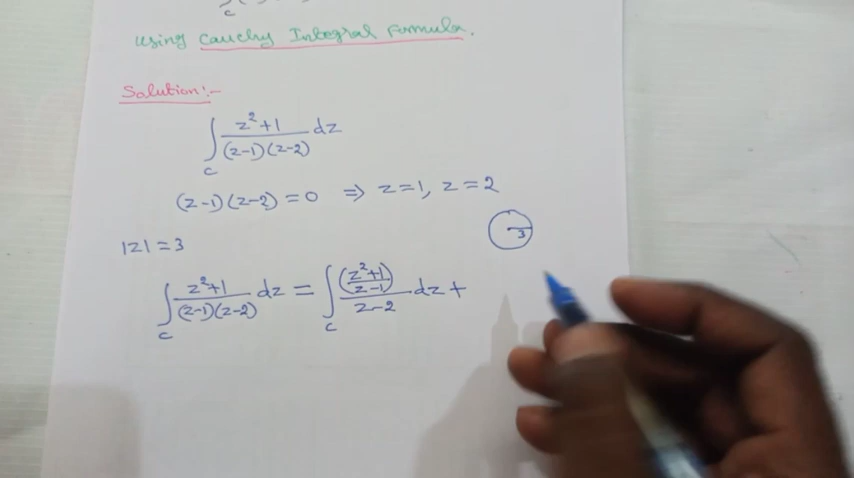 using Cauchy Integral Formula.
Solution:-
∫_C (z²+1)/((z-1)(z-2)) dz
(z-1)(z-2) = 0 ⇒ z=1, z=2
3
|z| = 3
∫_C (z²+1)/((z-1)(z-2)) dz = ∫_C ((z²+1)/(z-1))/(z-2) dz +